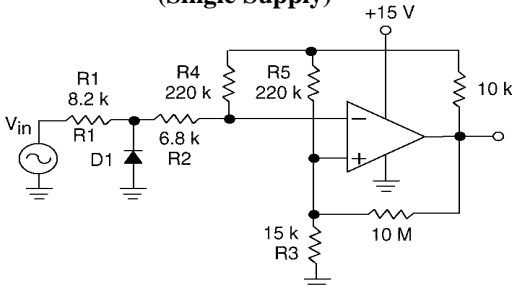 (Single Supply)
+15 V
R1
8.2 k
R4
220 k
R5
220 k
10 k
Vin
R1
6.8 k
R2
D1
−
+
15 k
R3
10 M